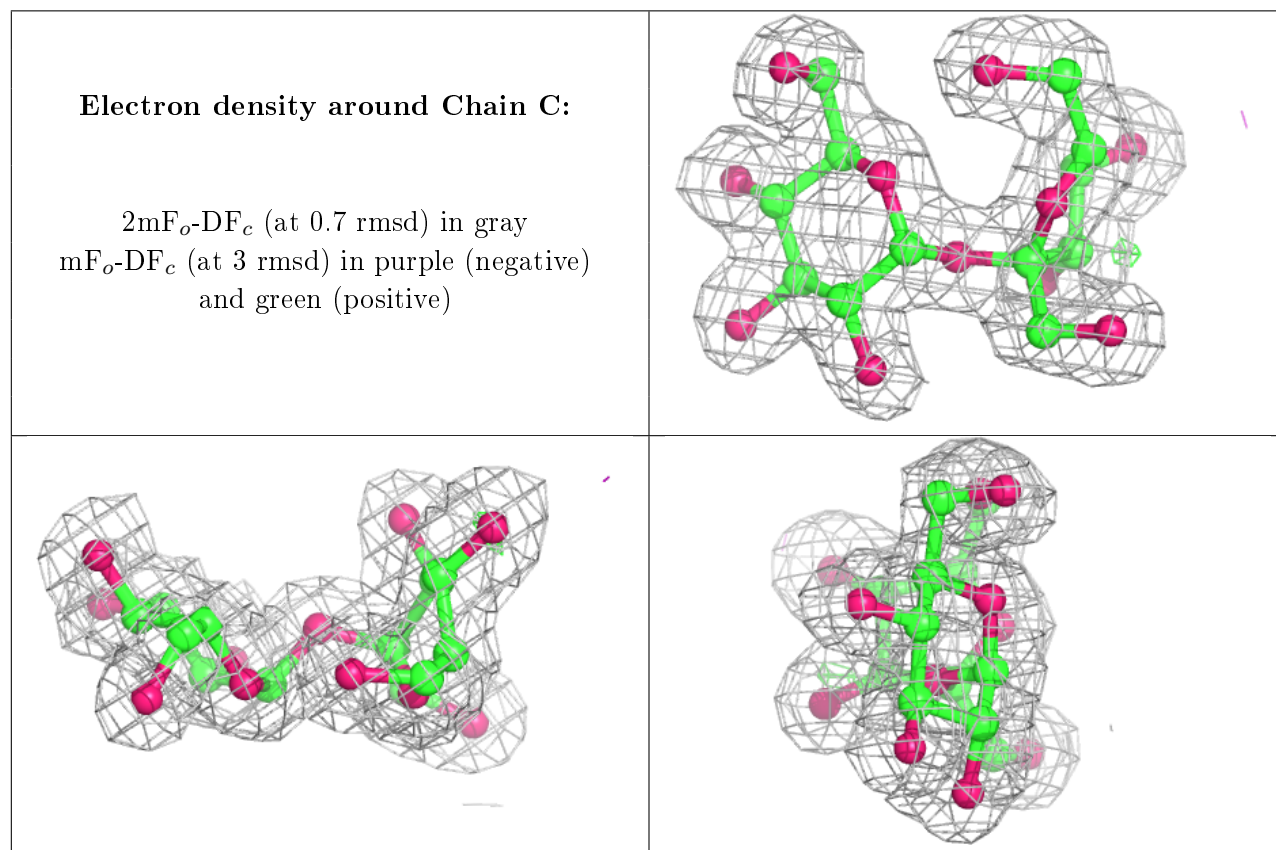 Electron density around Chain C:
2mFo-DFc (at 0.7 rmsd) in gray
mFo-DFc (at 3 rmsd) in purple (negative)
and green (positive)